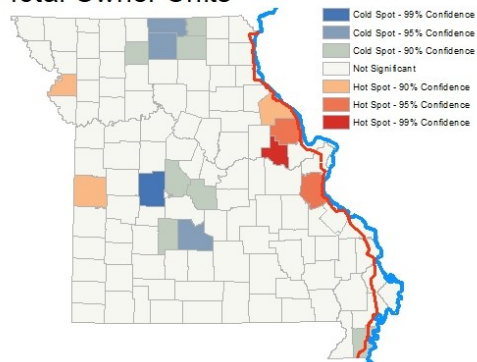 Total Owner Units
Cold Spot - 99% Confidence
Cold Spot - 95% Confidence
Cold Spot - 90% Confidence
Not Significant
Hot Spot - 90% Confidence
Hot Spot - 95% Confidence
Hot Spot - 99% Confidence